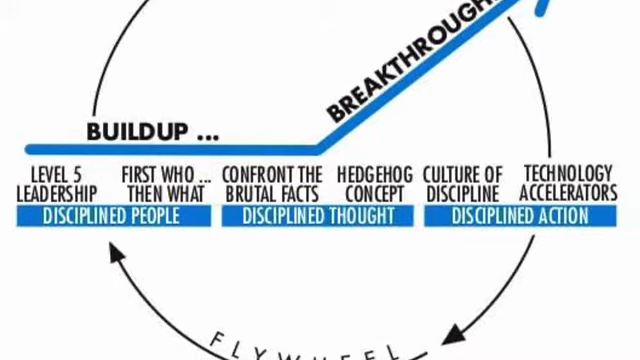 BREAKTHROUGH
BUILDUP ...
LEVEL 5
LEADERSHIP
FIRST WHO ...
THEN WHAT
CONFRONT THE
BRUTAL FACTS
HEDGEHOG
CONCEPT
CULTURE OF
DISCIPLINE
TECHNOLOGY
ACCELERATORS
DISCIPLINED PEOPLE
DISCIPLINED THOUGHT
DISCIPLINED ACTION
FLYWHEEL